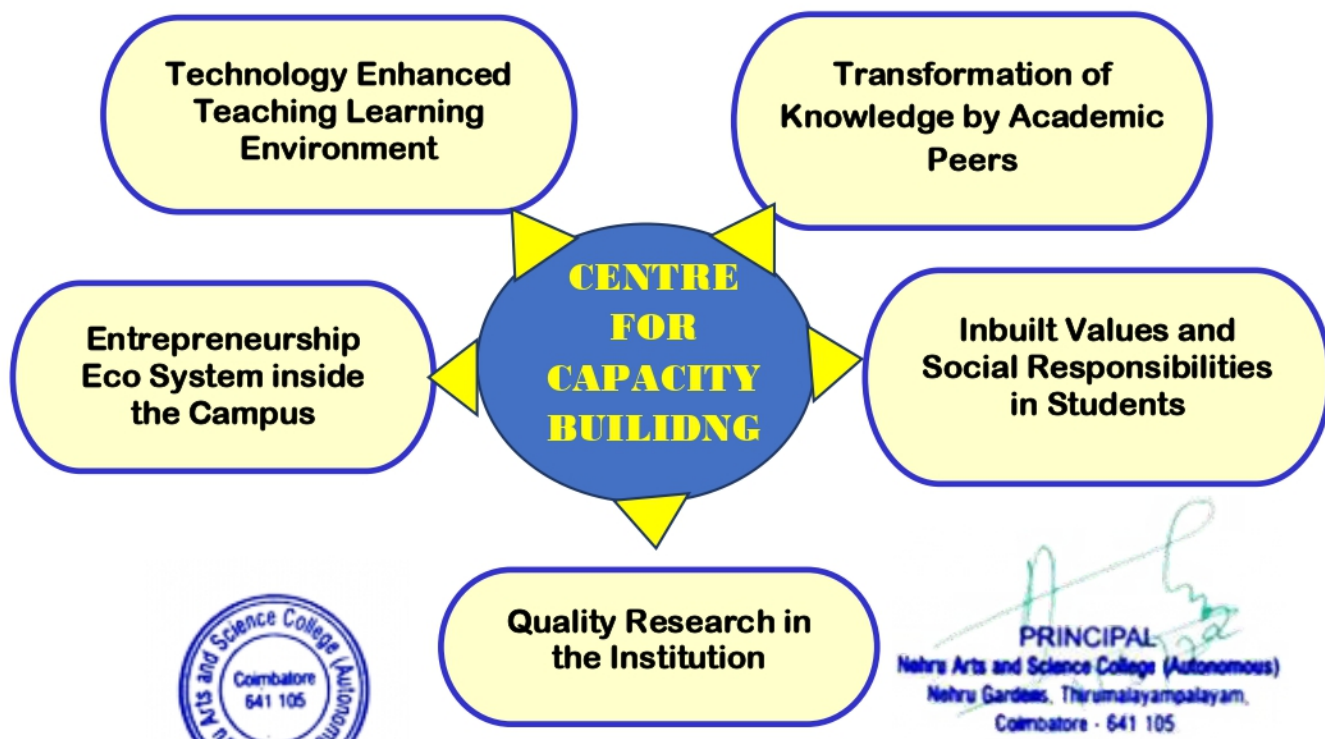 Technology Enhanced
Teaching Learning
Environment
Transformation of
Knowledge by Academic
Peers
CENTRE
FOR
CAPACITY
BUILIDNG
Entrepreneurship
Eco System inside
the Campus
Inbuilt Values and
Social Responsibilities
in Students
Quality Research in
the Institution
Arts and Science College (Autonomo
Coimbatore
641 105
PRINCIPAL
Nehru Arts and Science College (Autonomous)
Nehru Gardens, Thirumalayampalayam,
Coimbatore - 641 105